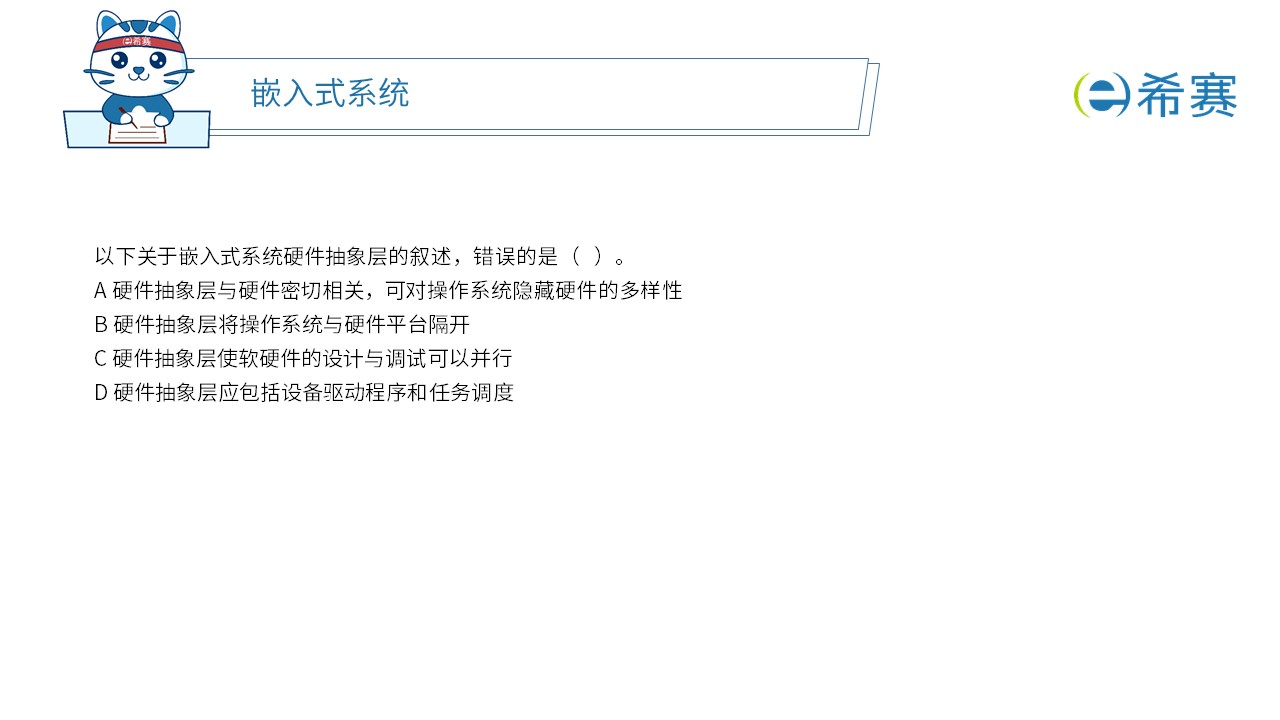 希赛
嵌入式系统
希赛
以下关于嵌入式系统硬件抽象层的叙述，错误的是（ ）。
A 硬件抽象层与硬件密切相关，可对操作系统隐藏硬件的多样性
B 硬件抽象层将操作系统与硬件平台隔开
C 硬件抽象层使软硬件的设计与调试可以并行
D 硬件抽象层应包括设备驱动程序和任务调度